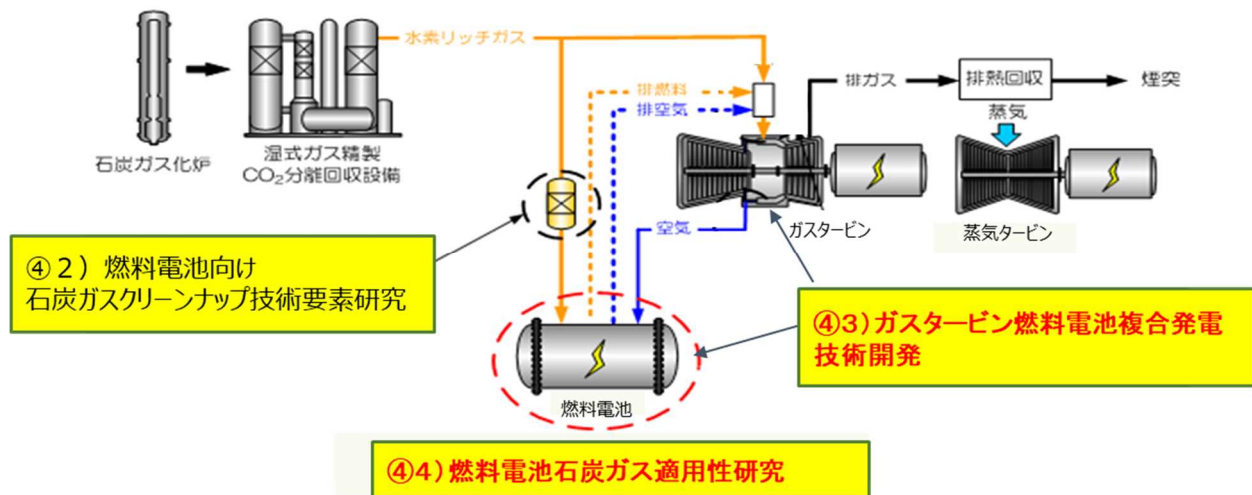 水素リッチガス
石炭ガス化炉
湿式ガス精製
CO₂分離回収設備
排燃料
排空気
排ガス
排熱回収
煙突
蒸気
ガスタービン
蒸気タービン
空気
④2）燃料電池向け
石炭ガスクリーンナップ技術要素研究
④3）ガスタービン燃料電池複合発電
技術開発
燃料電池
④4）燃料電池石炭ガス適用性研究